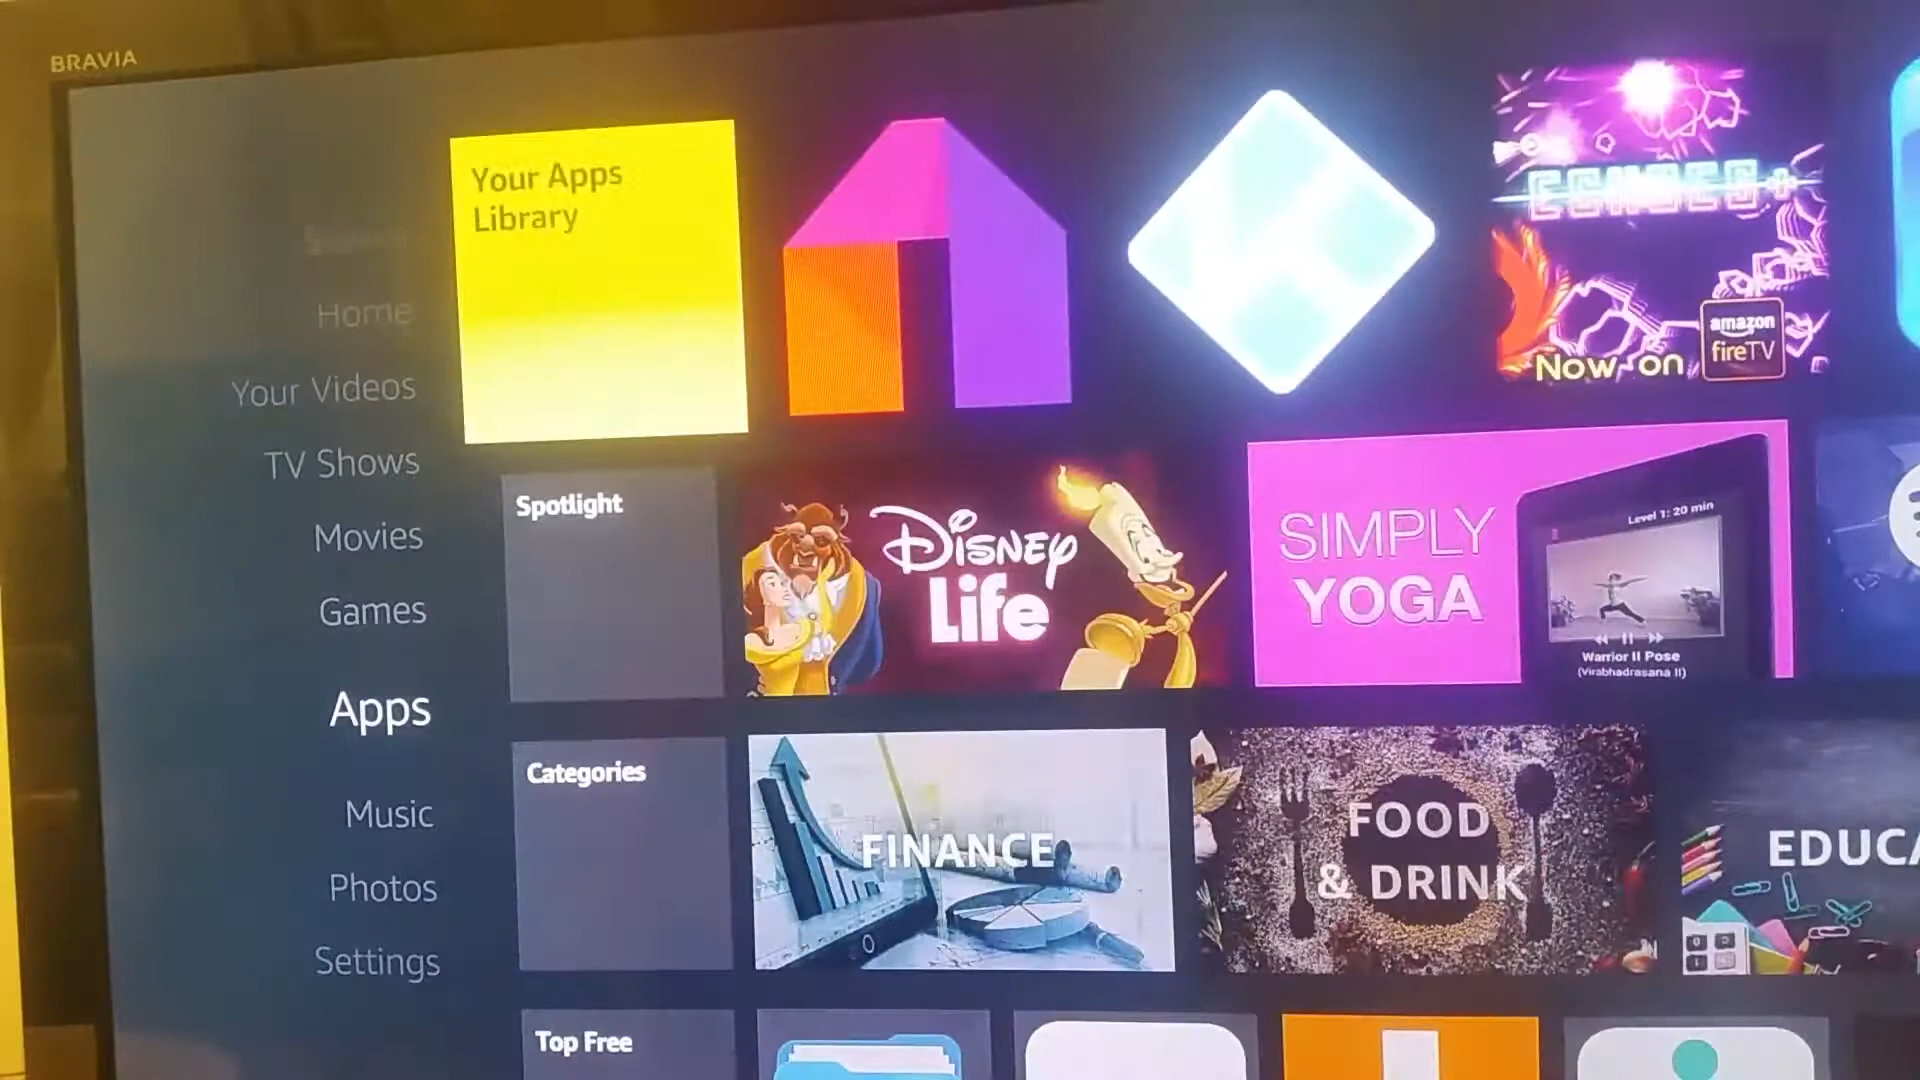 BRAVIA
Your Apps
Library
Home
Your Videos
TV Shows
Movies
Games
Apps
Music
Photos
Settings
amazon
fireTV
Now on
Spotlight
Disney
Life
SIMPLY
YOGA
Level 1: 20 min
Warrior II Pose
(Virabhadrasana II)
Categories
FINANCE
FOOD
& DRINK
EDUCA
Top Free